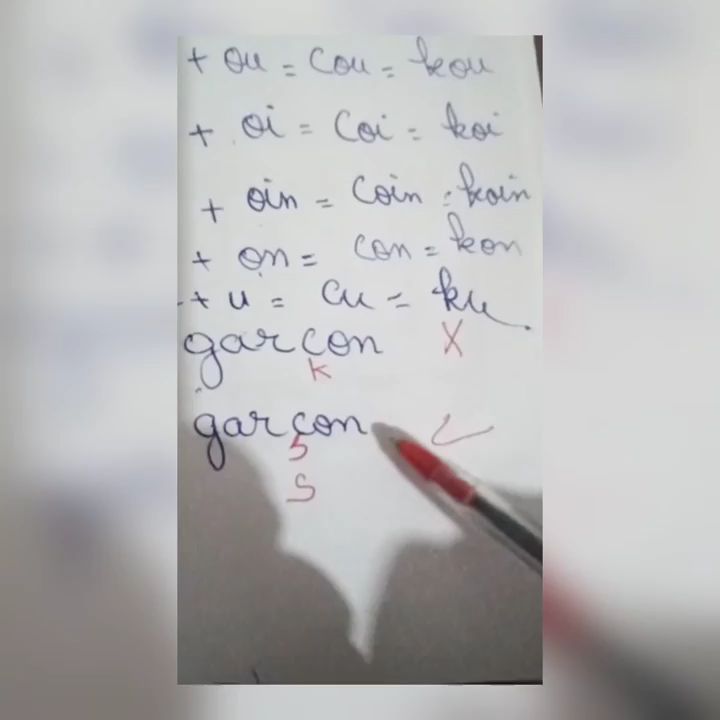 + ou = cou = kou
+ oi = coi = koi
+ oin = coin = koin
+ on = con = kon
+ u = cu = ku
garcon X
k
garçon ✓
s